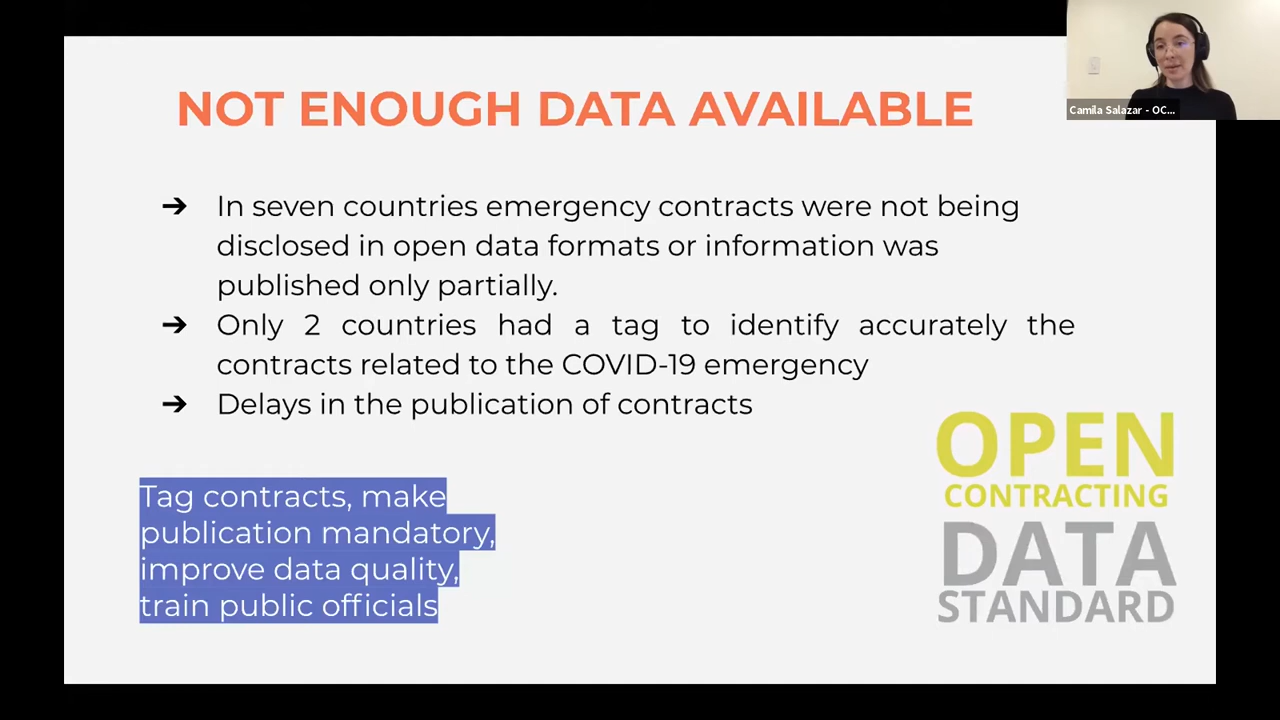 NOT ENOUGH DATA AVAILABLE
➔ In seven countries emergency contracts were not being
disclosed in open data formats or information was
published only partially.
➔ Only 2 countries had a tag to identify accurately the
contracts related to the COVID-19 emergency
➔ Delays in the publication of contracts
Tag contracts, make
publication mandatory,
improve data quality,
train public officials
OPEN
CONTRACTING
DATA
STANDARD
Camila Salazar - OC...